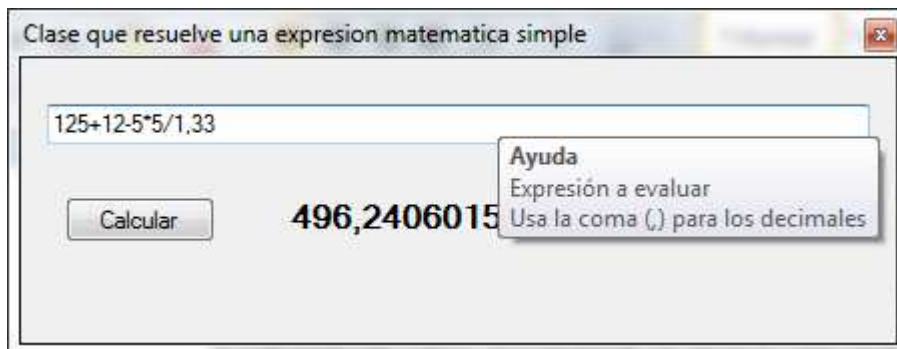 Clase que resuelve una expresion matematica simple
125+12-5*5/1,33
Ayuda
Expresión a evaluar
Usa la coma (,) para los decimales
Calcular
496,2406015